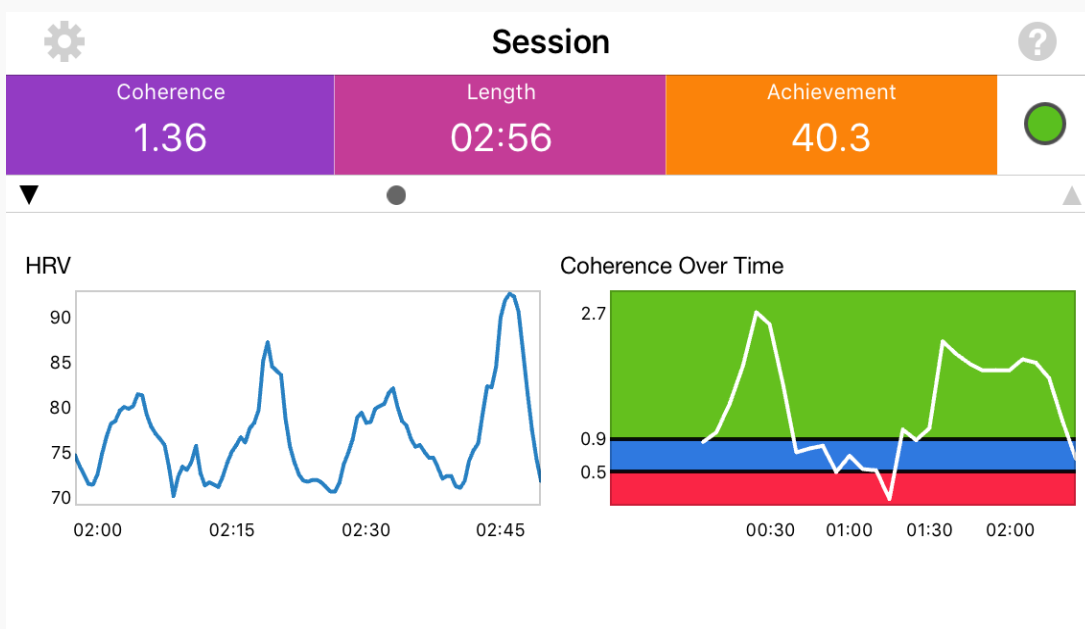 Session
?
Coherence Length Achievement
1.36 02:56 40.3
HRV
90
85
80
75
70
02:00 02:15 02:30 02:45
Coherence Over Time
2.7
0.9
0.5
00:30 01:00 01:30 02:00